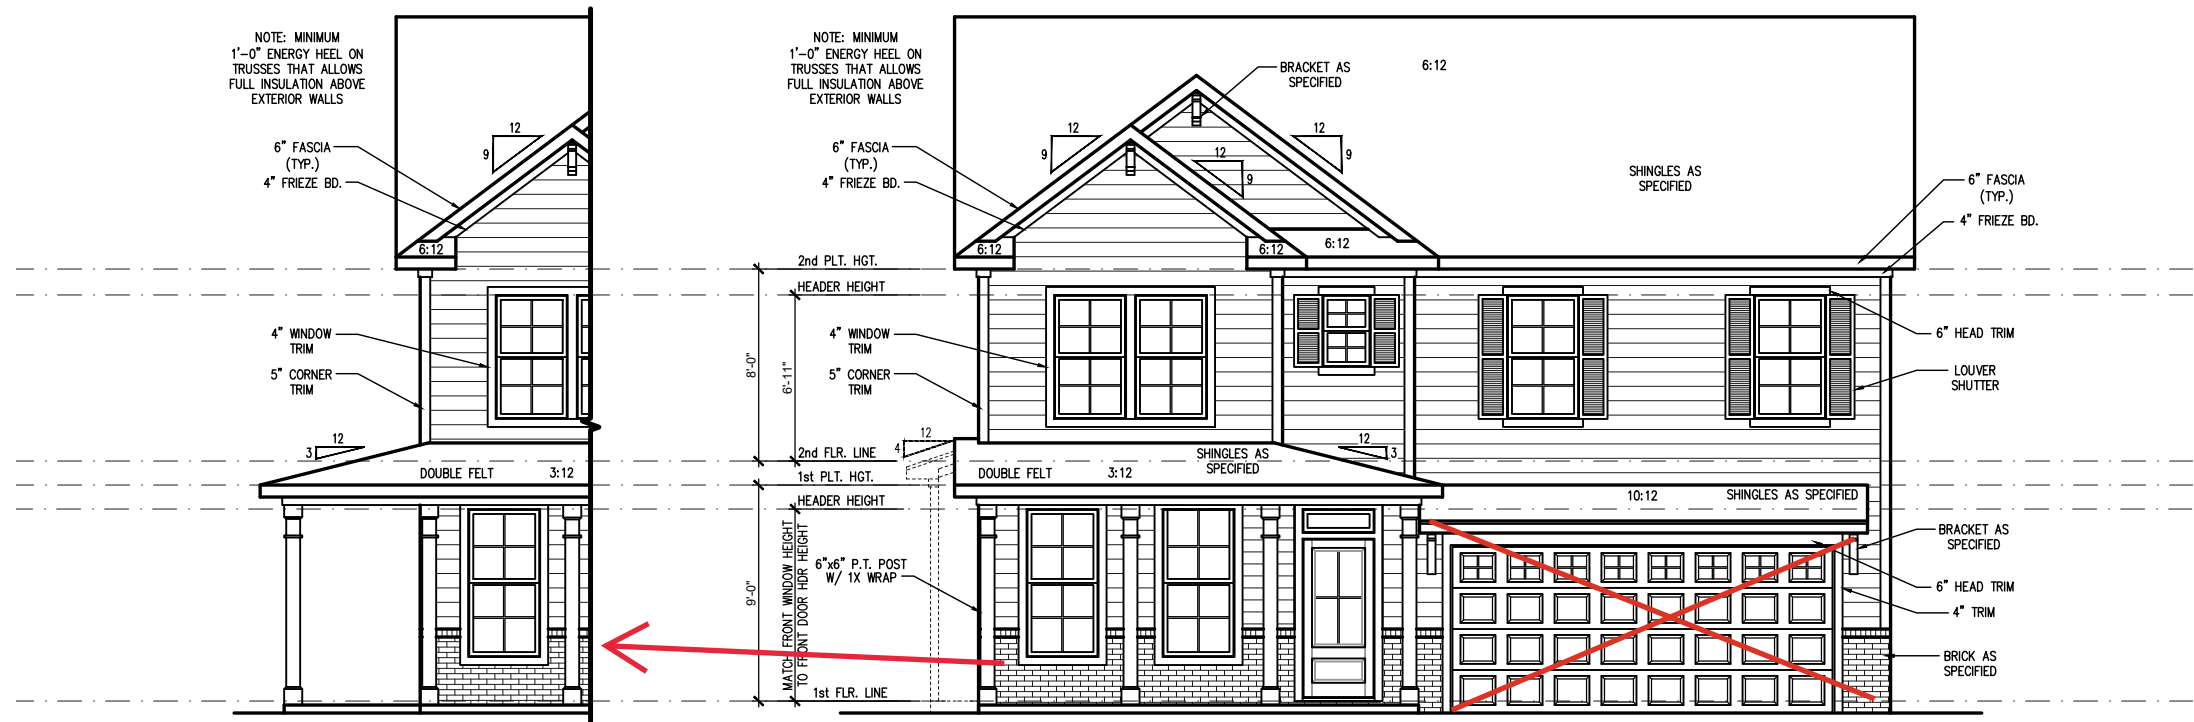 NOTE: MINIMUM
1'-0" ENERGY HEEL ON
TRUSSES THAT ALLOWS
FULL INSULATION ABOVE
EXTERIOR WALLS
12
9
6" FASCIA
(TYP.)
4" FRIEZE BD.
6:12
4" WINDOW
TRIM
5" CORNER
TRIM
12
3
DOUBLE FELT
3:12
NOTE: MINIMUM
1'-0" ENERGY HEEL ON
TRUSSES THAT ALLOWS
FULL INSULATION ABOVE
EXTERIOR WALLS
BRACKET AS
SPECIFIED
6:12
12
9
12
9
12
9
6" FASCIA
(TYP.)
4" FRIEZE BD.
SHINGLES AS
SPECIFIED
6" FASCIA
(TYP.)
4" FRIEZE BD.
6:12
6:12
6:12
2nd PLT. HGT.
HEADER HEIGHT
8'-0"
6'-11"
4" WINDOW
TRIM
5" CORNER
TRIM
6" HEAD TRIM
LOUVER
SHUTTER
12
4
12
3
2nd FLR. LINE
1st PLT. HGT.
HEADER HEIGHT
SHINGLES AS
SPECIFIED
DOUBLE FELT
3:12
10:12
SHINGLES AS SPECIFIED
9'-0"
MATCH FRONT WINDOW HEIGHT
TO FRONT DOOR HDR HEIGHT
6"x6" P.T. POST
W/ 1X WRAP
BRACKET AS
SPECIFIED
6" HEAD TRIM
4" TRIM
BRICK AS
SPECIFIED
1st FLR. LINE